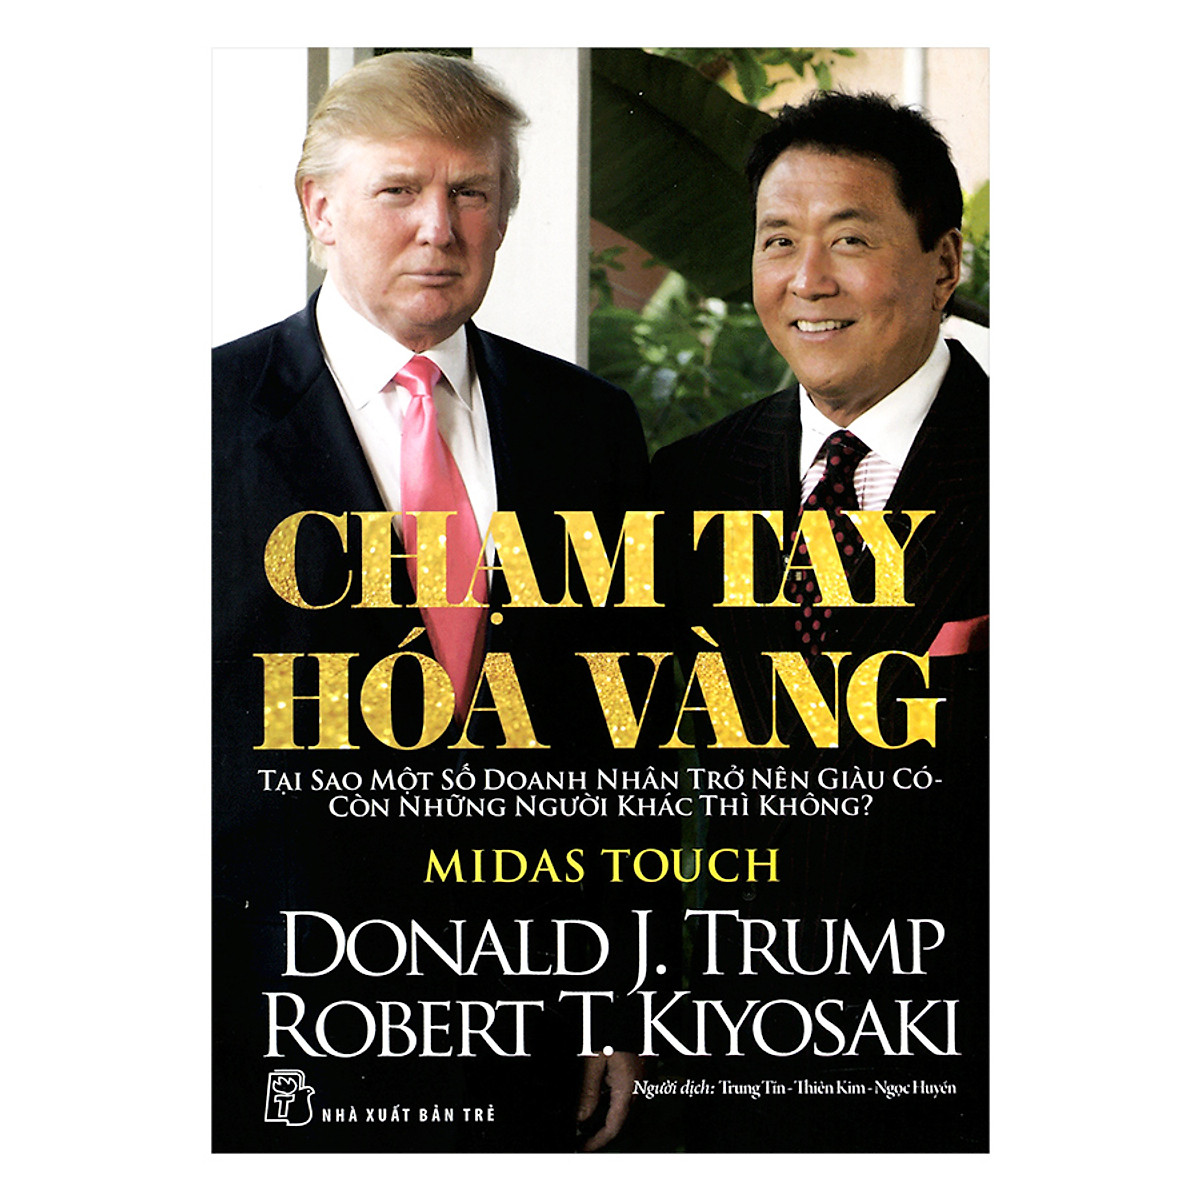 CHẠM TAY
HÓA VÀNG
TẠI SAO MỘT SỐ DOANH NHÂN TRỞ NÊN GIÀU CÓ-
CÒN NHỮNG NGƯỜI KHÁC THÌ KHÔNG?
MIDAS TOUCH
DONALD J. TRUMP
ROBERT T. KIYOSAKI
Người dịch: Trung Tín - Thiên Kim - Ngọc Huyền
NHÀ XUẤT BẢN TRẺ